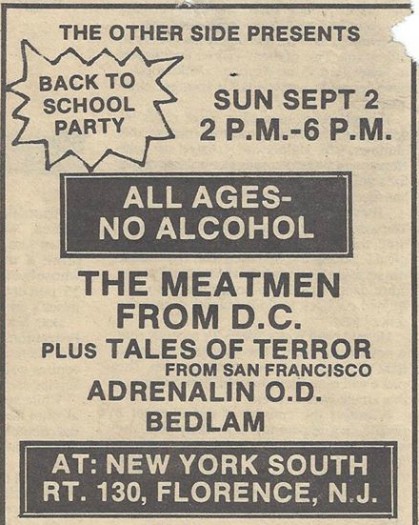 THE OTHER SIDE PRESENTS
BACK TO
SCHOOL
PARTY
SUN SEPT 2
2 P.M.-6 P.M.
ALL AGES-
NO ALCOHOL
THE MEATMEN
FROM D.C.
PLUS TALES OF TERROR
FROM SAN FRANCISCO
ADRENALIN O.D.
BEDLAM
AT: NEW YORK SOUTH
RT. 130, FLORENCE, N.J.